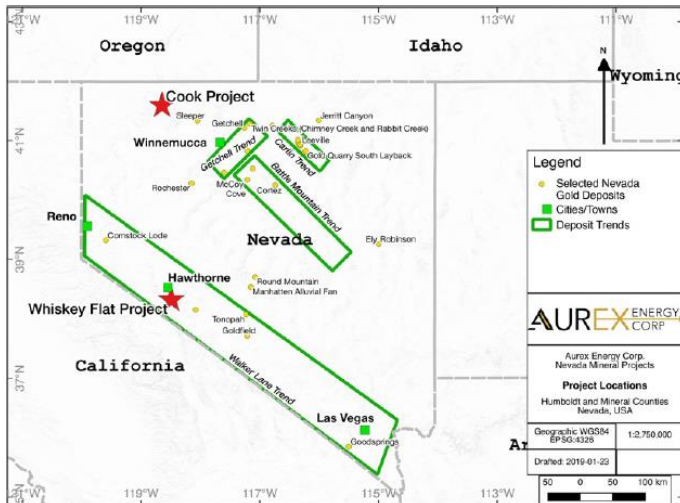 119°W
117°W
115°W
Oregon
Idaho
Wyoming
N
Cook Project
Sleeper
Getchell
Jerritt Canyon
Twin Creeks (Chimney Creek and Rabbit Creek)
41°N
41°N
Winnemucca
Getchell Trend
Carlin Trend
Gold Quarry South Layback
Rochester
McCoy
Cove
Cortez
Battle Mountain Trend
Reno
Comstock Lode
Nevada
Ely Robinson
39°N
Hawthorne
Round Mountain
Manhatten Alluvial Fan
Whiskey Flat Project
Tonopah
Goldfield
California
37°N
Walker Lane Trend
Las Vegas
Goodsprings
119°W
117°W
115°W
Legend
Selected Nevada
Gold Deposits
Cities/Towns
Deposit Trends
AUREX ENERGY
CORP
Aurex Energy Corp.
Nevada Mineral Projects
Project Locations
Humboldt and Mineral Counties
Nevada, USA
Geographic WGS84
EPSG:4326
1:2,750,000
Drafted: 2019-01-23
50 0 50 100 km